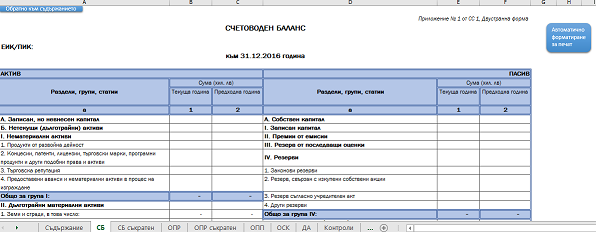 A B C D E F G H I
Обратно към съдържанието
Приложение № 1 от СС 1, Двустранна форма
СЧЕТОВОДЕН БАЛАНС
Автоматично
форматиране
за печат
ЕИК/ПИК:
към 31.12.2016 година
АКТИВ ПАСИВ
Раздели, групи, статии Сума (хил. лв) Раздели, групи, статии Сума (хил. лв)
Текуща година Предходна година Текуща година Предходна година
а 1 2 а 1 2
А. Записан, но невнесен капитал А. Собствен капитал
Б. Нетекущи (дълготрайни) активи I. Записан капитал
I. Нематериални активи II. Премии от емисии
1. Продукти от развойна дейност III. Резерв от последващи оценки
2. Концесии, патенти, лицензии, търговски марки, програмни
продукти и други подобни права и активи IV. Резерви
3. Търговска репутация 1. Законови резерви
4. Предоставени аванси и нематериални активи в процес на
изграждане 2. Резерв, свързан с изкупени собствени акции
Общо за група I: - - 3. Резерв съгласно учредителен акт
II. Дълготрайни материални активи 4. Други резерви
1. Земи и сгради, в това число: - - Общо за група IV: - -
Съдържание СБ СБ съкратен ОПР ОПР съкратен ОПП ОСК ДА Контроли ...